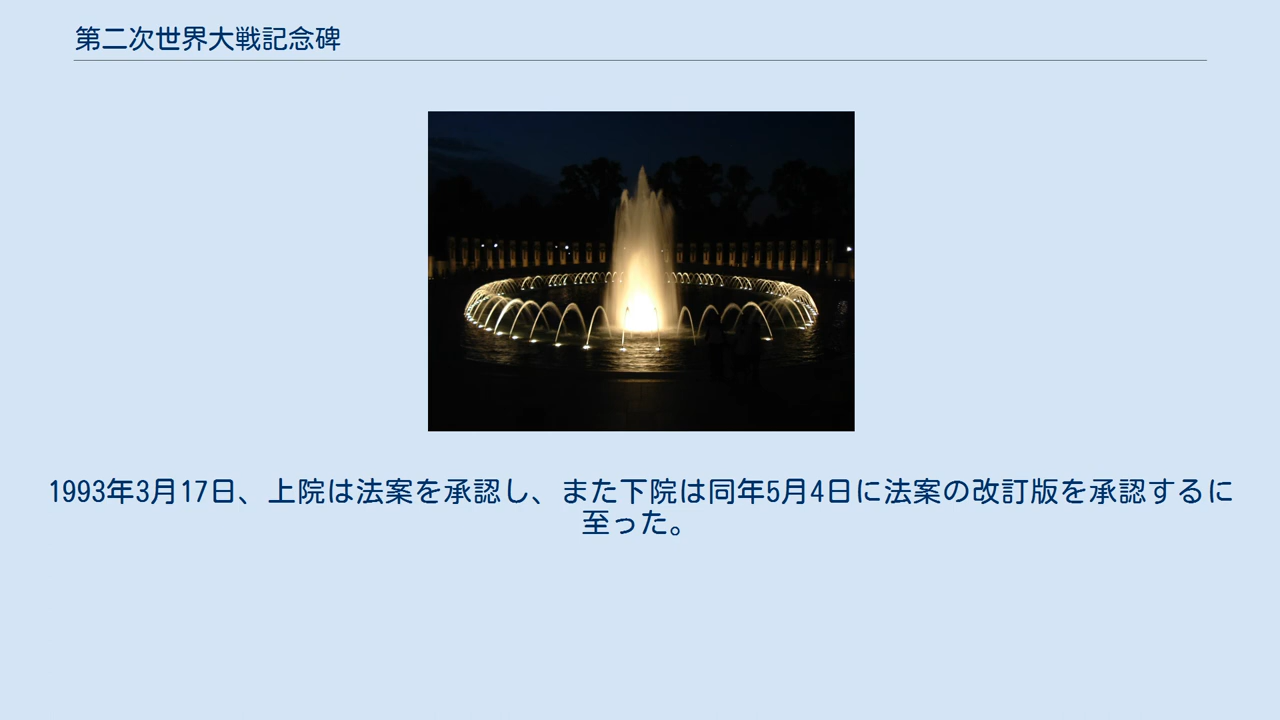 第二次世界大戦記念碑
1993年3月17日、上院は法案を承認し、また下院は同年5月4日に法案の改訂版を承認するに
至った。